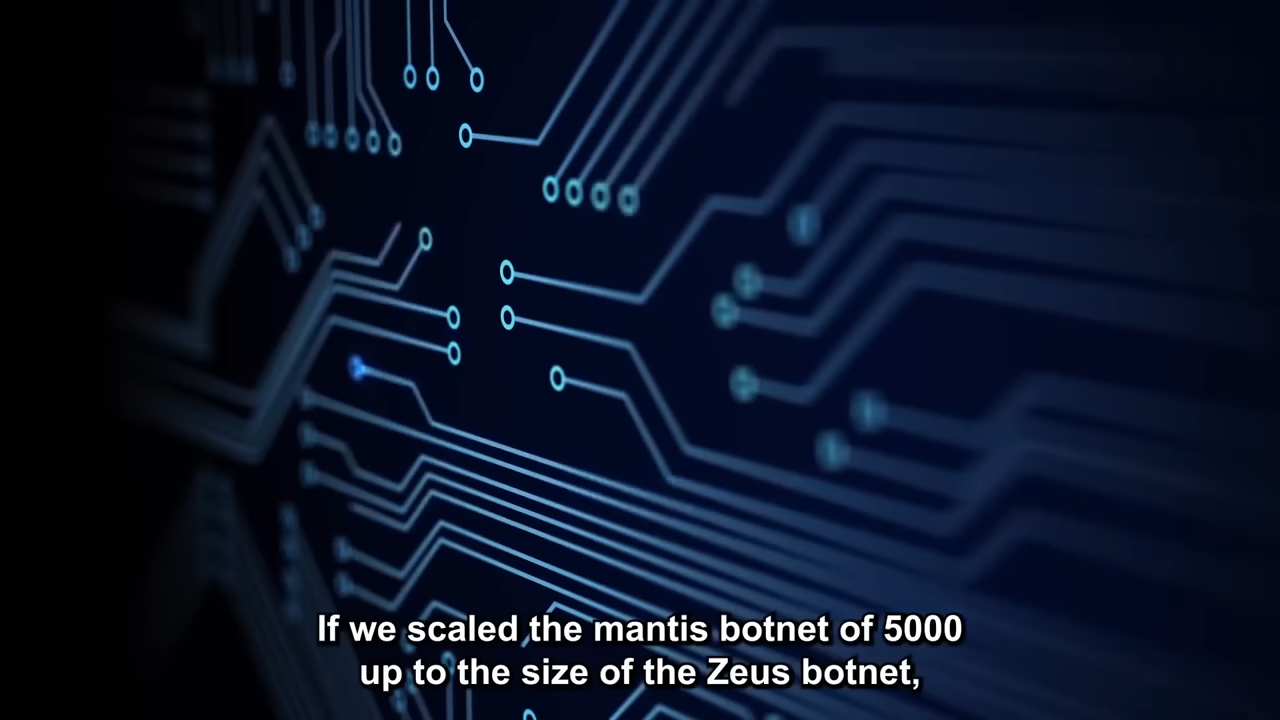 If we scaled the mantis botnet of 5000
up to the size of the Zeus botnet,